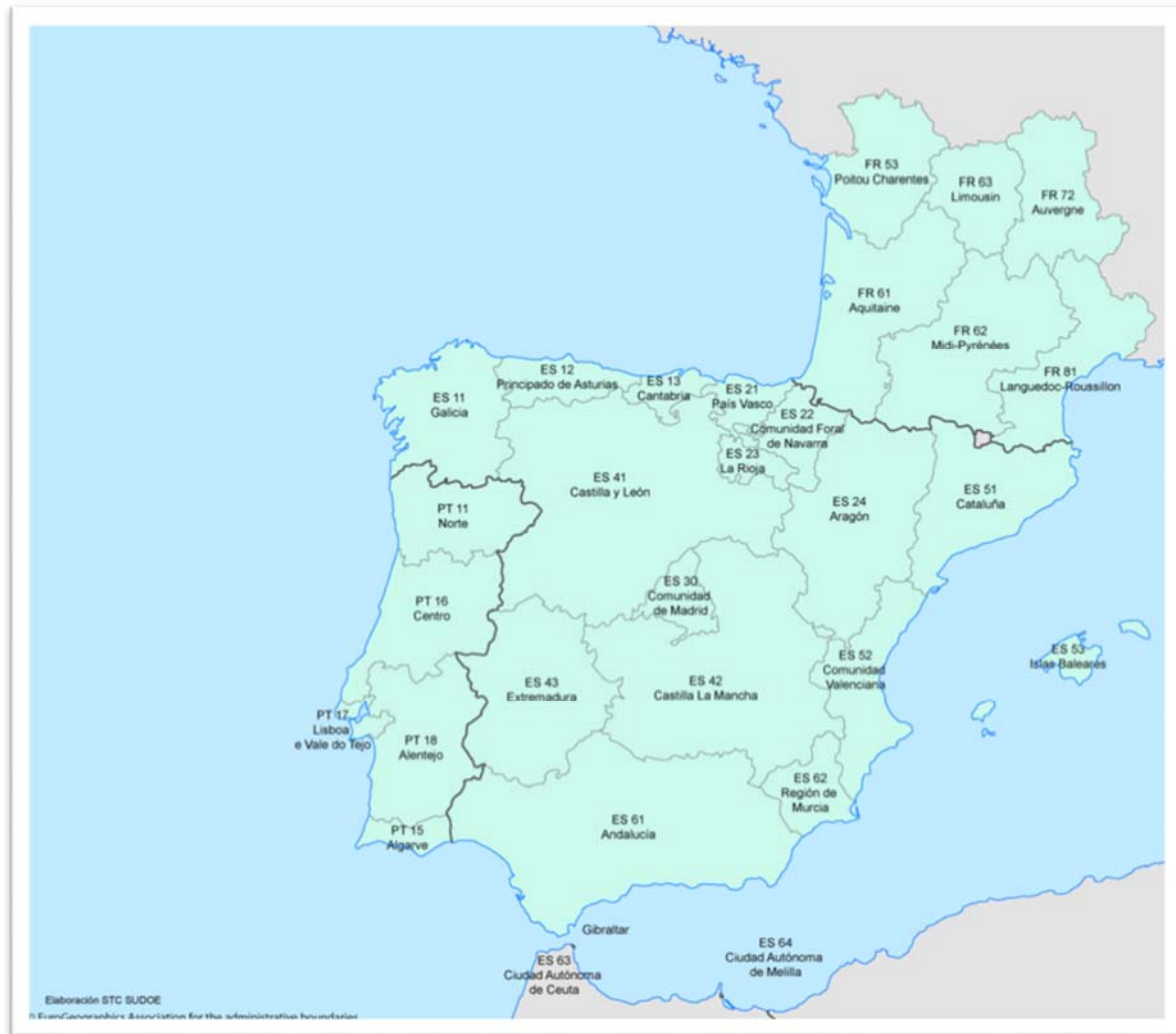 FR 53
Poitou Charentes
FR 63
Limousin
FR 72
Auvergne
FR 61
Aquitaine
FR 62
Midi-Pyrénées
FR 81
Languedoc-Roussillon
ES 11
Galicia
ES 12
Principado de Asturias
ES 13
Cantabria
ES 21
País Vasco
ES 22
Comunidad Foral
de Navarra
ES 23
La Rioja
ES 41
Castilla y León
ES 24
Aragón
ES 51
Cataluña
PT 11
Norte
PT 16
Centro
ES 30
Comunidad
de Madrid
ES 43
Extremadura
ES 42
Castilla La Mancha
ES 52
Comunidad
Valenciana
ES 53
Islas Baleares
PT 17
Lisboa
e Vale do Tejo
PT 18
Alentejo
PT 15
Algarve
ES 61
Andalucía
ES 62
Región de
Murcia
Gibraltar
ES 63
Ciudad Autónoma
de Ceuta
ES 64
Ciudad Autónoma
de Melilla
Elaboración STC SUDOE
© EuroGeographics Association for the administrative boundaries